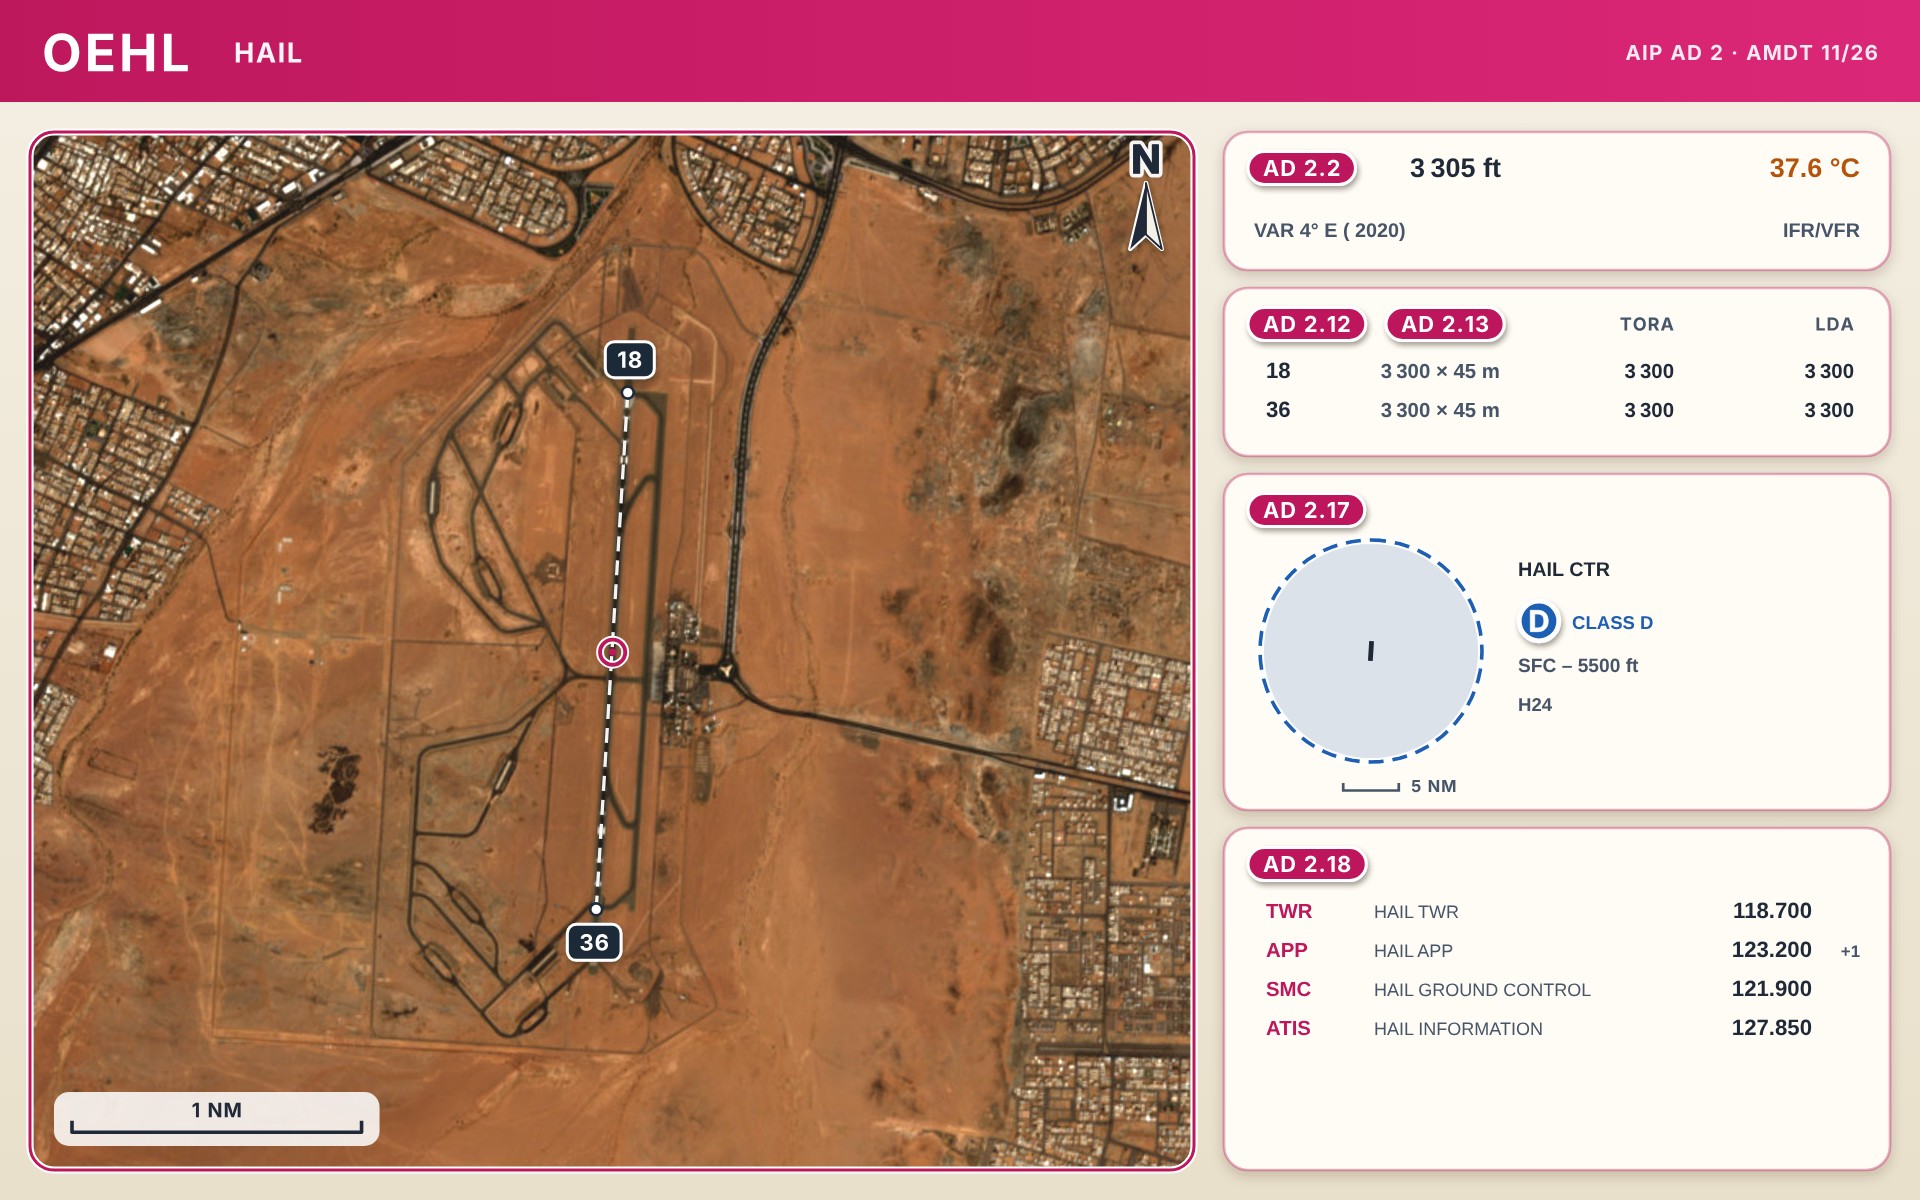 OEHL HAIL AIP AD 2 · AMDT 11/26
N
18
36
1 NM
AD 2.2 3 305 ft 37.6 °C
VAR 4° E ( 2020) IFR/VFR
AD 2.12 AD 2.13 TORA LDA
18 3 300 × 45 m 3 300 3 300
36 3 300 × 45 m 3 300 3 300
AD 2.17
HAIL CTR
D CLASS D
SFC – 5500 ft
H24
5 NM
AD 2.18
TWR HAIL TWR 118.700
APP HAIL APP 123.200 +1
SMC HAIL GROUND CONTROL 121.900
ATIS HAIL INFORMATION 127.850